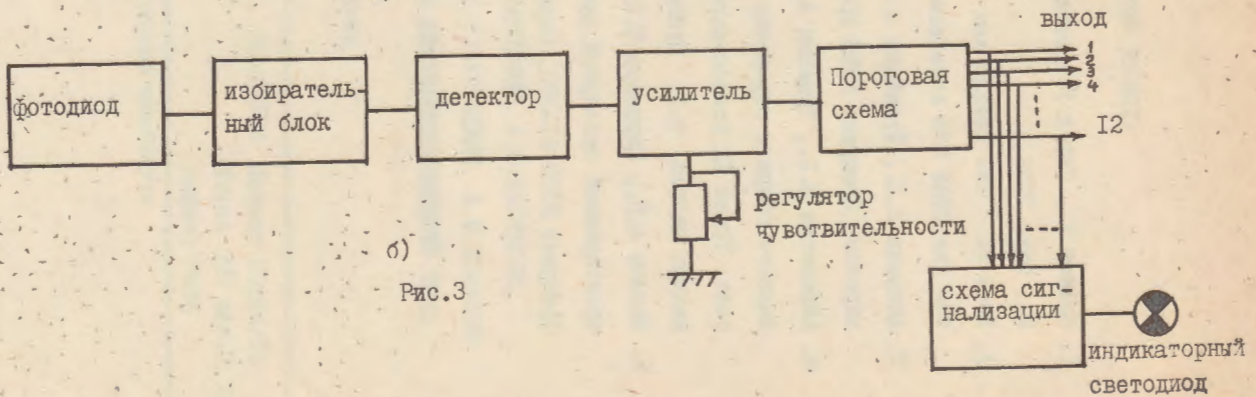 выход
1
2
3
4
I2
фотодиод
избиратель-
ный блок
детектор
усилитель
Пороговая
схема
регулятор
чувотвительности
б)
Рис.3
схема сиг-
нализации
индикаторный
светодиод